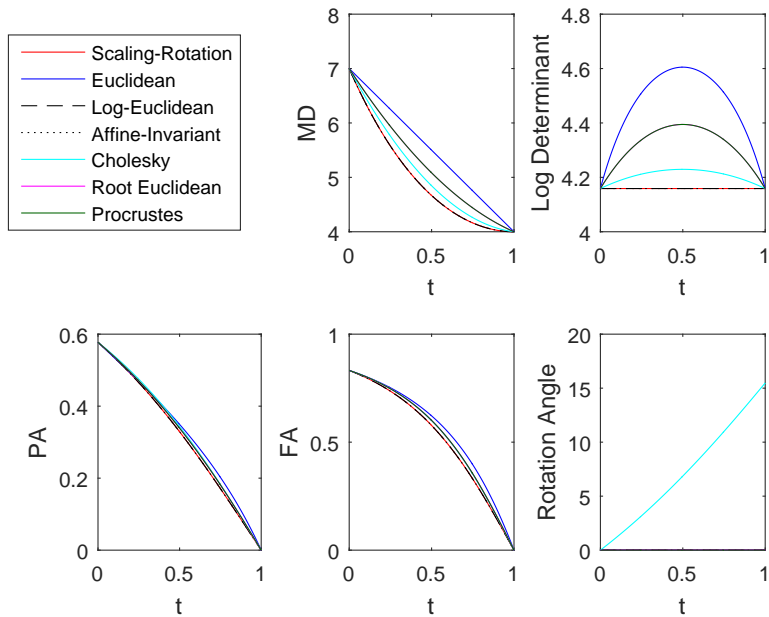 Scaling-Rotation
Euclidean
Log-Euclidean
Affine-Invariant
Cholesky
Root Euclidean
Procrustes
MD
7
6
5
4
0 0.5 1
t
Log Determinant
4.8
4.6
4.4
4.2
4
0 0.5 1
t
PA
0.6
0.4
0.2
0
0 0.5 1
t
FA
1
0.5
0
0 0.5 1
t
Rotation Angle
20
15
10
5
0
0 0.5 1
t